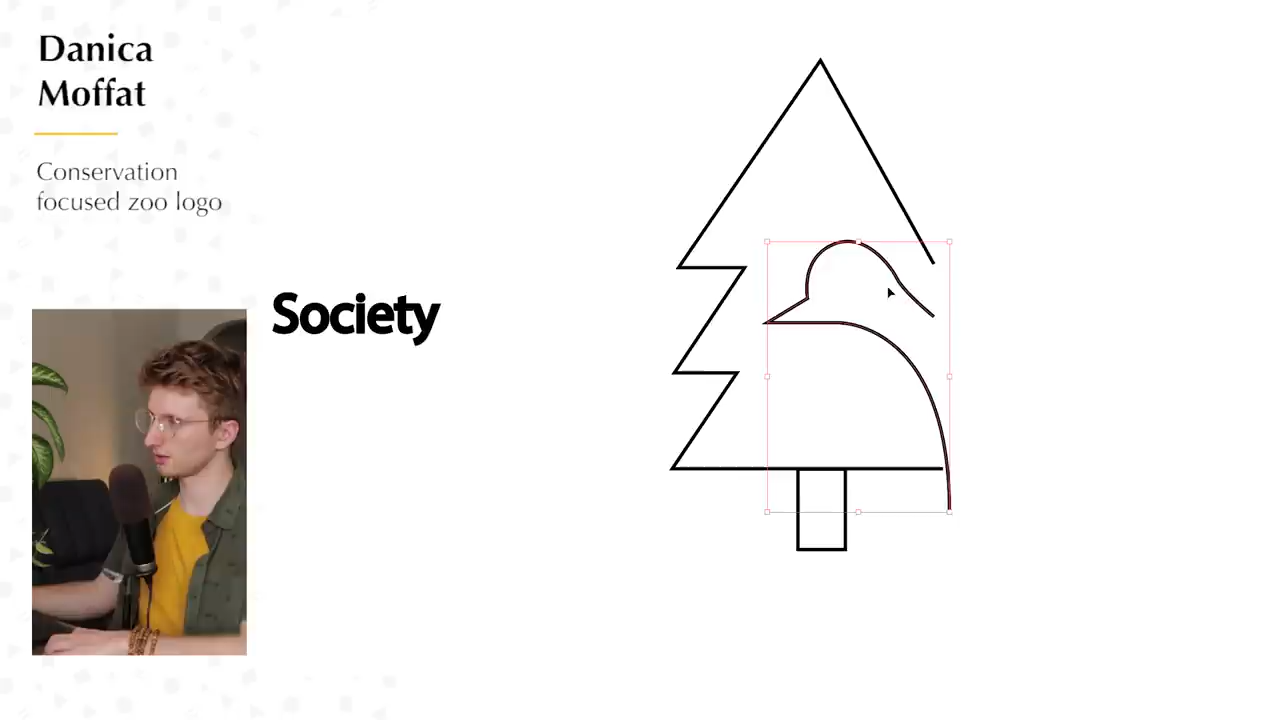 Danica
Moffat
Conservation
focused zoo logo
Society